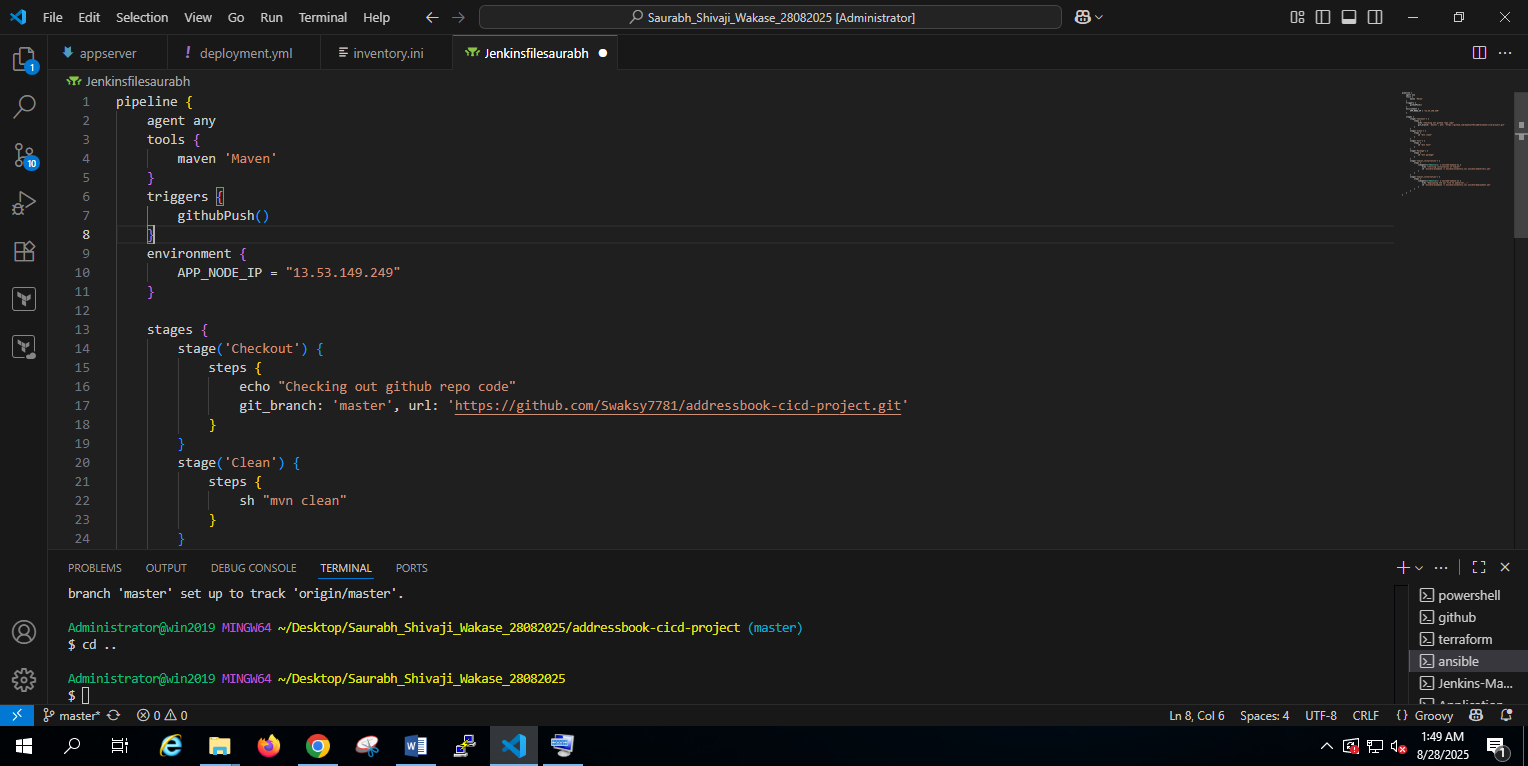 File Edit Selection View Go Run Terminal Help
Saurabh_Shivaji_Wakase_28082025 [Administrator]
appserver
! deployment.yml
inventory.ini
Jenkinsfilesaurabh
Jenkinsfilesaurabh
1 pipeline {
2 agent any
3 tools {
4 maven 'Maven'
5 }
6 triggers {
7 githubPush()
8 }
9 environment {
10 APP_NODE_IP = "13.53.149.249"
11 }
12
13 stages {
14 stage('Checkout') {
15 steps {
16 echo "Checking out github repo code"
17 git_branch: 'master', url: 'https://github.com/Swaksy7781/addressbook-cicd-project.git'
18 }
19 }
20 stage('Clean') {
21 steps {
22 sh "mvn clean"
23 }
24 }
1
10
PROBLEMS OUTPUT DEBUG CONSOLE TERMINAL PORTS
branch 'master' set up to track 'origin/master'.
Administrator@win2019 MINGW64 ~/Desktop/Saurabh_Shivaji_Wakase_28082025/addressbook-cicd-project (master)
$ cd ..
Administrator@win2019 MINGW64 ~/Desktop/Saurabh_Shivaji_Wakase_28082025
$
powershell
github
terraform
ansible
Jenkins-Ma...
master* 0 0
Ln 8, Col 6 Spaces: 4 UTF-8 CRLF {} Groovy
1:49 AM
8/28/2025
1